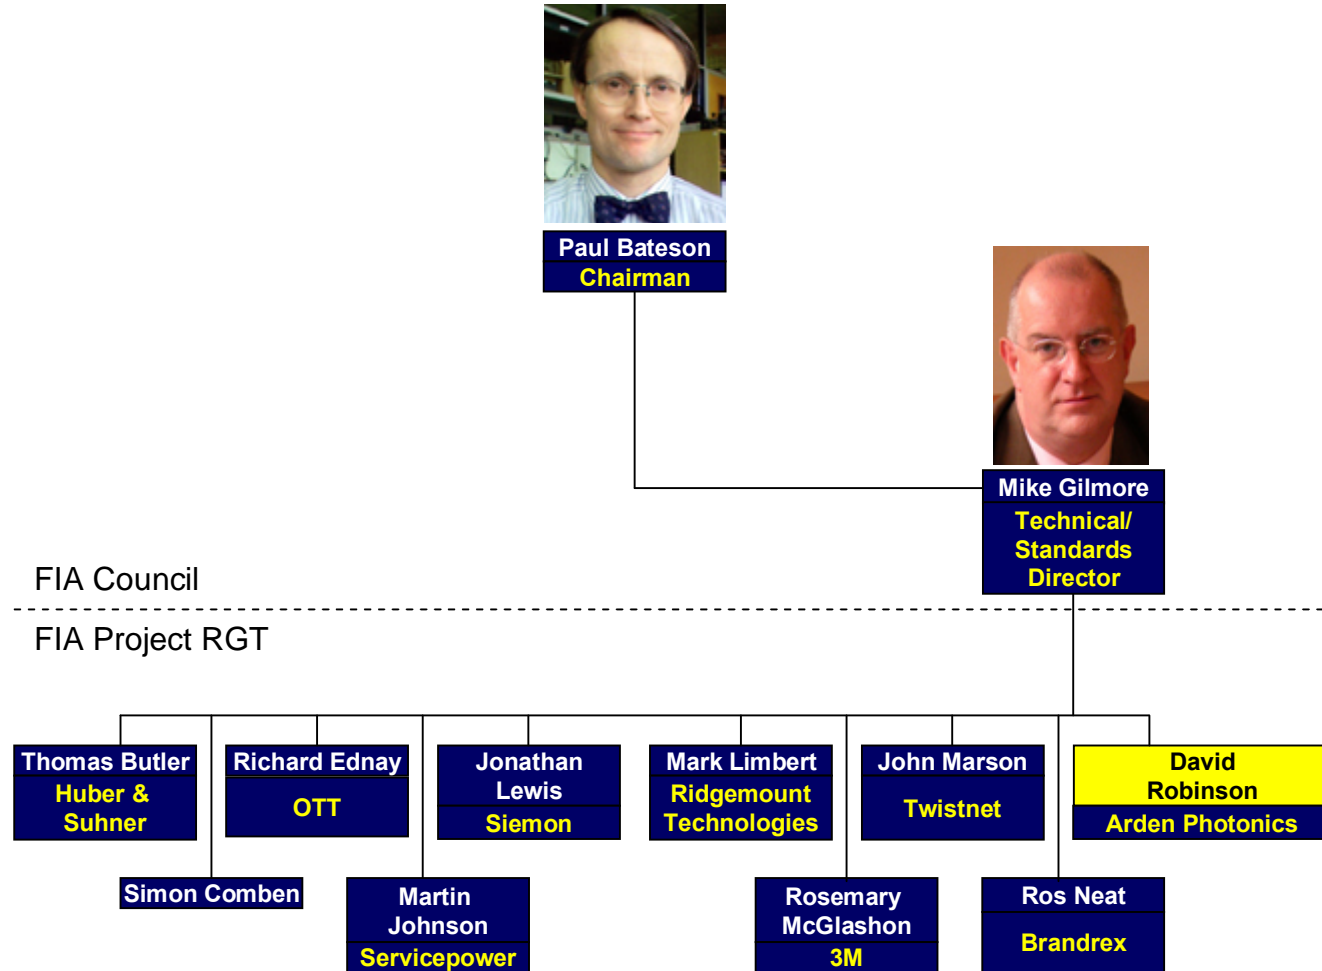 Paul Bateson
Chairman
Mike Gilmore
Technical/
Standards
Director
FIA Council
FIA Project RGT
Thomas Butler
Huber &
Suhner
Richard Ednay
OTT
Jonathan
Lewis
Siemon
Mark Limbert
Ridgemount
Technologies
John Marson
Twistnet
David
Robinson
Arden Photonics
Simon Comben
Martin
Johnson
Servicepower
Rosemary
McGlashon
3M
Ros Neat
Brandrex